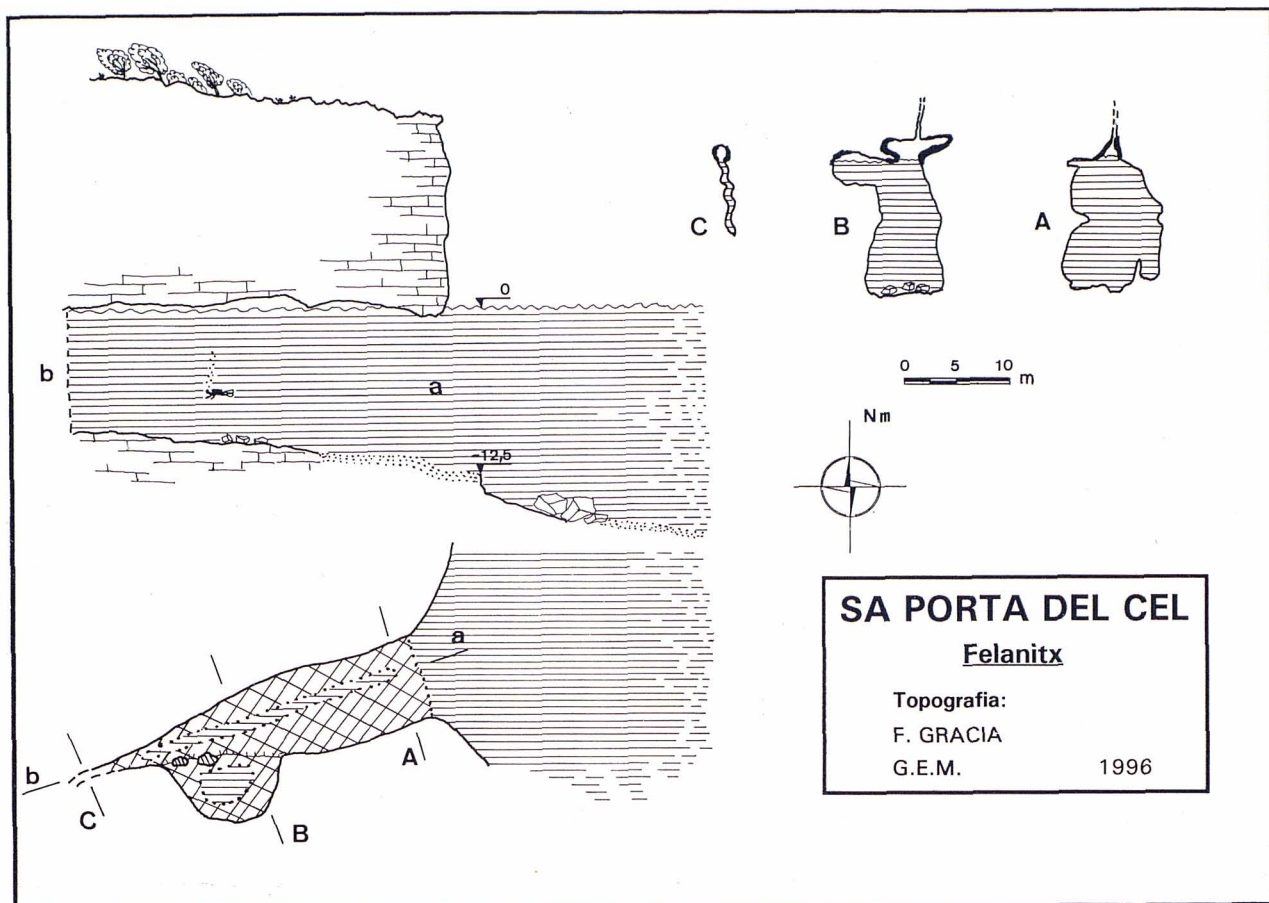 0
b
a
-12,5
C
B
A
0 5 10 m
Nm
a
b
C
A
B
SA PORTA DEL CEL
Felanitx
Topografia:
F. GRACIA
G.E.M. 1996